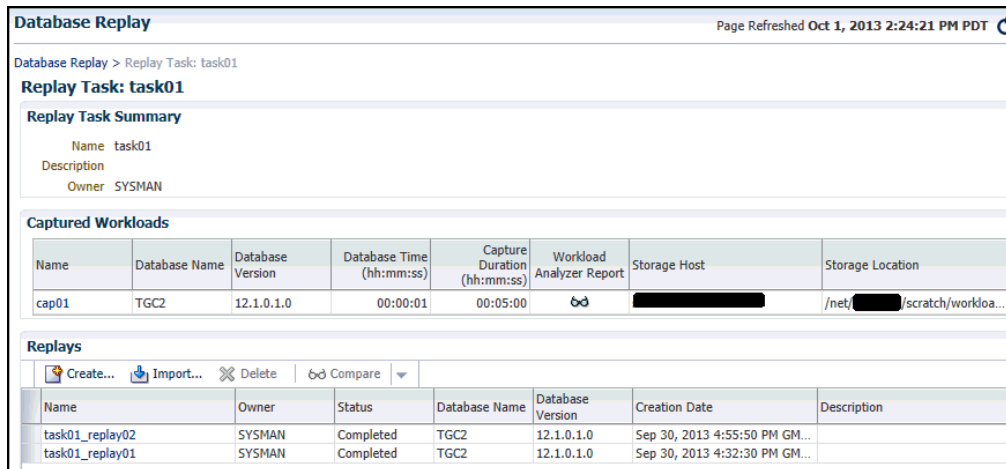 Database Replay
Page Refreshed Oct 1, 2013 2:24:21 PM PDT
Database Replay > Replay Task: task01
Replay Task: task01
Replay Task Summary
Name task01
Description
Owner SYSMAN
Captured Workloads
Name Database Name Database Version Database Time (hh:mm:ss) Capture Duration (hh:mm:ss) Workload Analyzer Report Storage Host Storage Location
cap01 TGC2 12.1.0.1.0 00:00:01 00:05:00 /net/ /scratch/workloa...
Replays
Create... Import... Delete Compare
Name Owner Status Database Name Database Version Creation Date Description
task01_replay02 SYSMAN Completed TGC2 12.1.0.1.0 Sep 30, 2013 4:55:50 PM GM...
task01_replay01 SYSMAN Completed TGC2 12.1.0.1.0 Sep 30, 2013 4:32:30 PM GM...